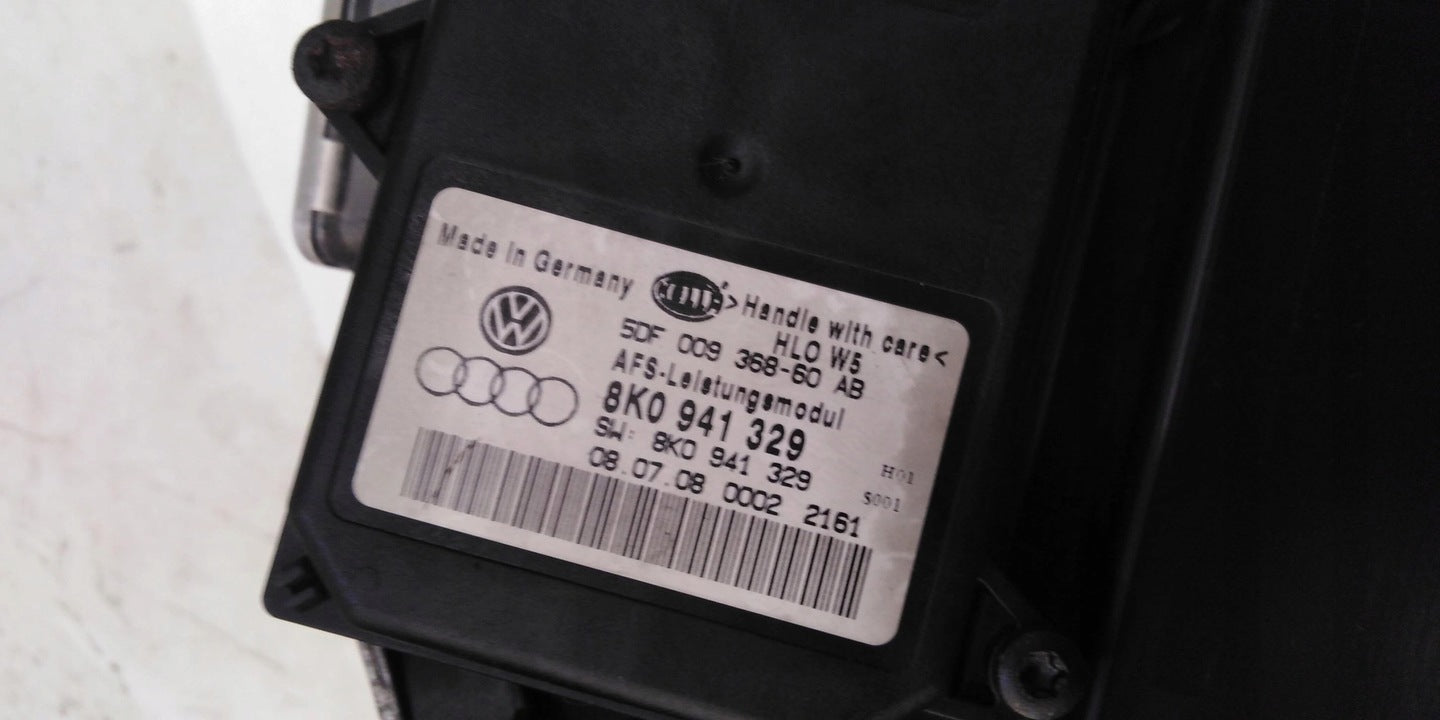 Made in Germany HELLA >Handle with care<
HLO W5
5DF 009 368-60 AB
AFS-Leistungsmodul
8K0 941 329
SW: 8K0 941 329 H01
08.07.08 0002 2161 S001